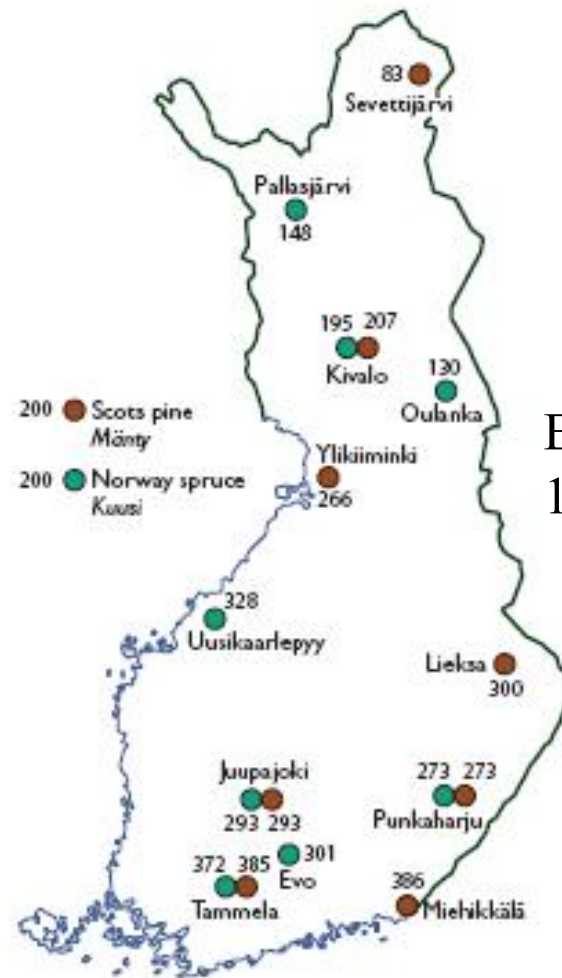 83
Sevettijärvi
Pallasjärvi
148
195 207
Kivalo
130
Oulanka
200 Scots pine
Mänty
200 Norway spruce
Kuusi
Ylikiiminki
266
E
1
328
Uusikaarlepyy
Lieksa
300
Juupajoki
293 293
273 273
Punkaharju
301
Evo
372 385
Tammela
386
Miehikkälä